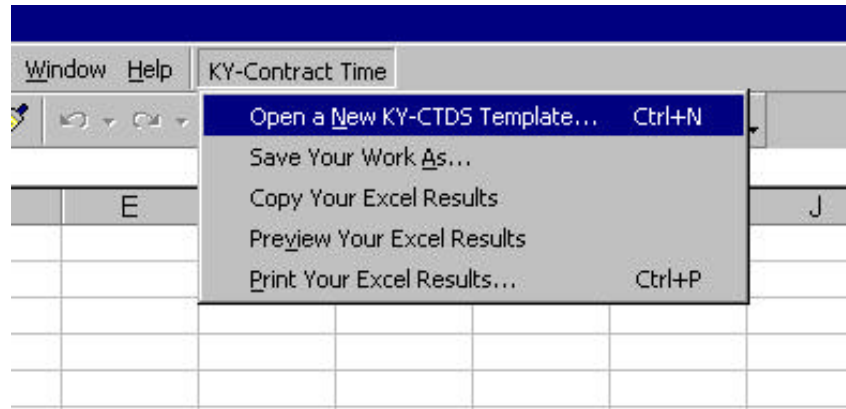 Window Help KY-Contract Time
Open a New KY-CTDS Template... Ctrl+N
Save Your Work As...
Copy Your Excel Results
Preview Your Excel Results
Print Your Excel Results... Ctrl+P
E J